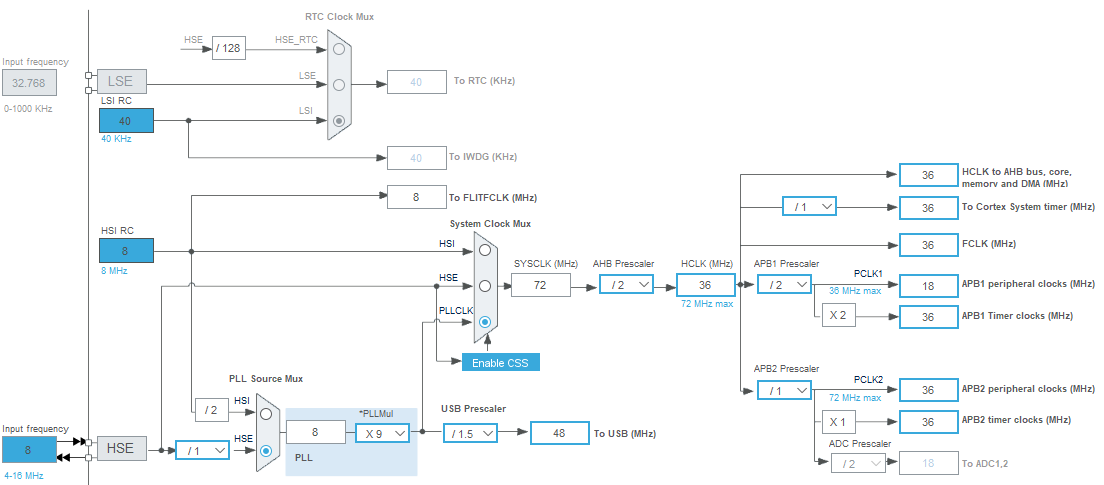 RTC Clock Mux
HSE
/ 128
HSE_RTC
Input frequency
32.768
0-1000 KHz
LSE
LSE
40
To RTC (KHz)
LSI RC
40
40 KHz
LSI
40
To IWDG (KHz)
8
To FLITFCLK (MHz)
System Clock Mux
HSI RC
8
8 MHz
HSI
HSE
PLLCLK
SYSCLK (MHz)
72
AHB Prescaler
/ 2
HCLK (MHz)
36
72 MHz max
36
HCLK to AHB bus, core,
memory and DMA (MHz)
/ 1
36
To Cortex System timer (MHz)
36
FCLK (MHz)
APB1 Prescaler
/ 2
PCLK1
36 MHz max
18
APB1 peripheral clocks (MHz)
X 2
36
APB1 Timer clocks (MHz)
Enable CSS
APB2 Prescaler
/ 1
PCLK2
72 MHz max
36
APB2 peripheral clocks (MHz)
X 1
36
APB2 timer clocks (MHz)
ADC Prescaler
/ 2
18
To ADC1,2
PLL Source Mux
/ 2
HSI
HSE
8
*PLLMul
X 9
PLL
USB Prescaler
/ 1.5
48
To USB (MHz)
Input frequency
8
4-16 MHz
HSE
/ 1